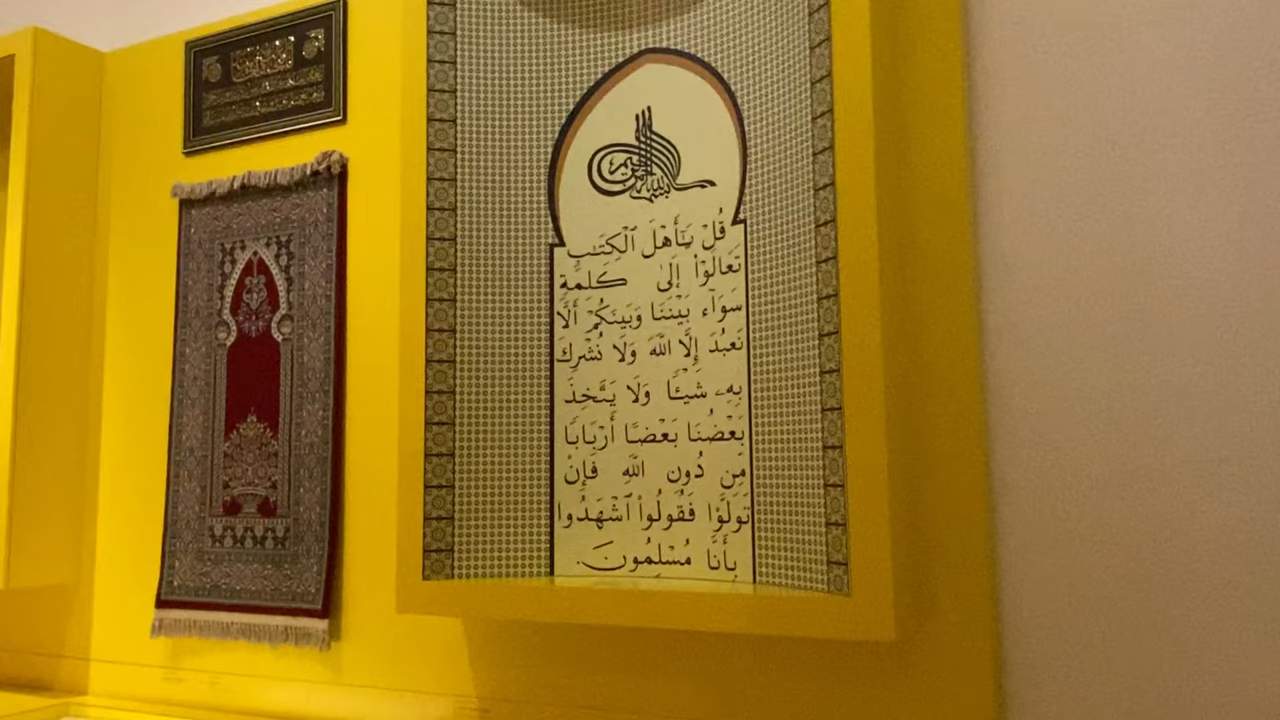 بسم الله الرحمن الرحيم
قُلْ يَٰٓأَهْلَ ٱلْكِتَٰبِ
تَعَالَوْا۟ إِلَىٰ كَلِمَةٍ
سَوَآءٍ بَيْنَنَا وَبَيْنَكُمْ أَلَّا
نَعْبُدَ إِلَّا ٱللَّهَ وَلَا نُشْرِكَ
بِهِۦ شَيْـًٔا وَلَا يَتَّخِذَ
بَعْضُنَا بَعْضًا أَرْبَابًا
مِّن دُونِ ٱللَّهِ فَإِنْ
تَوَلَّوْا۟ فَقُولُوا۟ ٱشْهَدُوا۟
بِأَنَّا مُسْلِمُونَ.